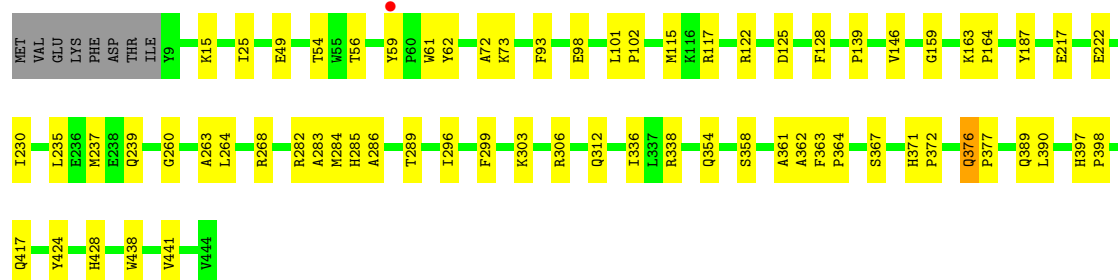 MET VAL GLU LYS PHE ASP THR ILE Y9 K15 I25 E49 T54 W55 T56 Y59 P60 W61 Y62 A72 K73 F93 E98 L101 P102 M115 K116 R117 R122 D125 F128 P139 V146 G159 K163 P164 Y187 E217 E222
I230 L235 E236 M237 E238 Q239 G260 A263 L264 R268 R282 A283 M284 H285 A286 T289 I296 F299 K303 R306 Q312 I336 L337 R338 Q354 S358 A361 A362 F363 P364 S367 H371 P372 Q376 P377 Q389 L390 H397 P398
Q417 Y424 H428 W438 V441 V444